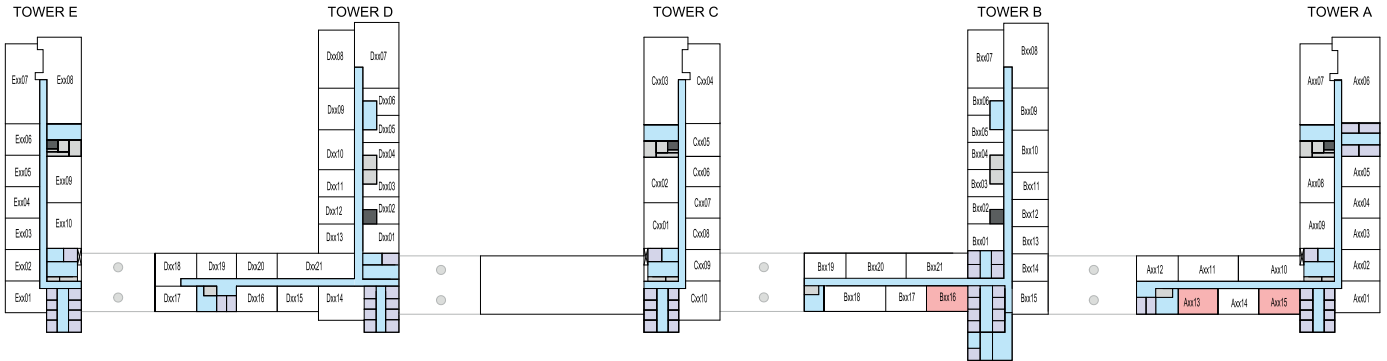 TOWER E
TOWER D
TOWER C
TOWER B
TOWER A
Exx07
Exx08
Exx06
Exx05
Exx09
Exx04
Exx03
Exx10
Exx02
Exx01
Dxx08
Dxx07
Dxx09
Dxx06
Dxx05
Dxx10
Dxx04
Dxx11
Dxx03
Dxx12
Dxx02
Dxx13
Dxx01
Dxx18
Dxx19
Dxx20
Dxx21
Dxx17
Dxx16
Dxx15
Dxx14
Cxx03
Cxx04
Cxx05
Cxx02
Cxx06
Cxx07
Cxx01
Cxx08
Cxx09
Cxx10
Bxx07
Bxx08
Bxx06
Bxx09
Bxx05
Bxx04
Bxx10
Bxx03
Bxx11
Bxx02
Bxx12
Bxx01
Bxx13
Bxx19
Bxx20
Bxx21
Bxx14
Bxx18
Bxx17
Bxx16
Bxx15
Axx07
Axx06
Axx05
Axx08
Axx04
Axx09
Axx03
Axx12
Axx11
Axx10
Axx02
Axx13
Axx14
Axx15
Axx01